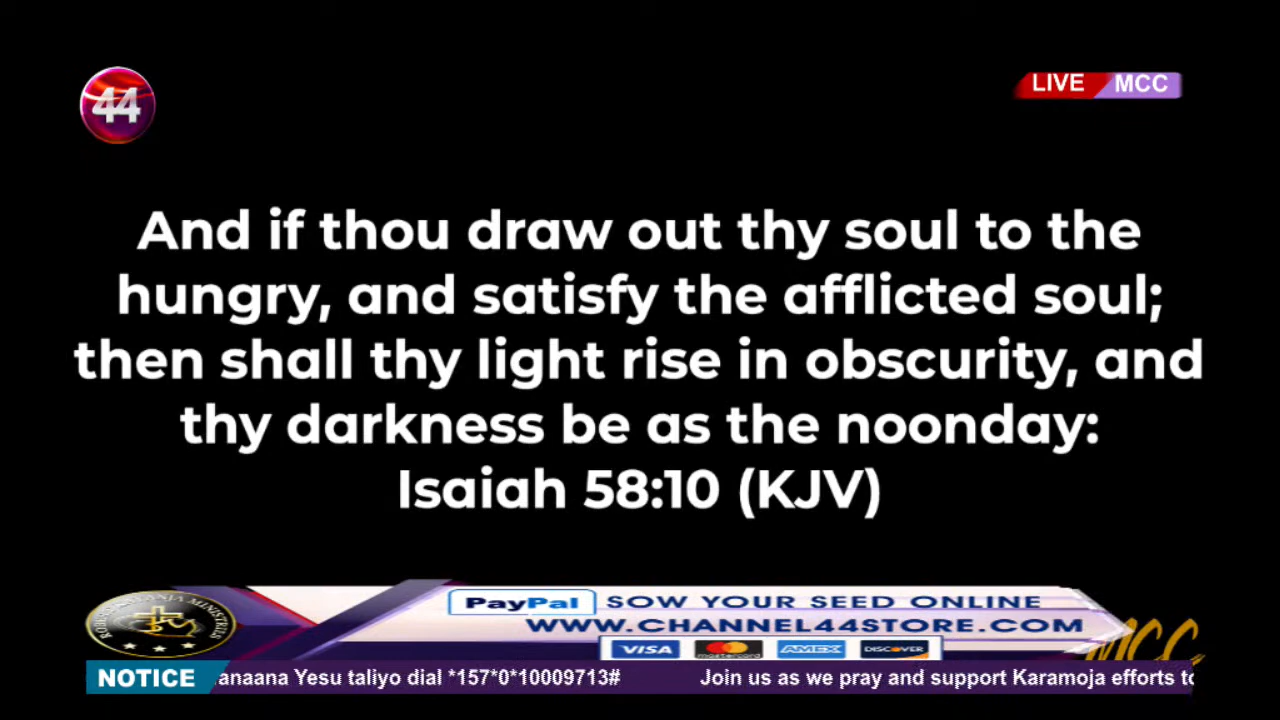 44
LIVE MCC
And if thou draw out thy soul to the
hungry, and satisfy the afflicted soul;
then shall thy light rise in obscurity, and
thy darkness be as the noonday:
Isaiah 58:10 (KJV)
PayPal SOW YOUR SEED ONLINE
WWW.CHANNEL44STORE.COM
VISA mastercard AMEX DISCOVER
MCC
NOTICE anaana Yesu taliyo dial *157*0*10009713# Join us as we pray and support Karamoja efforts to